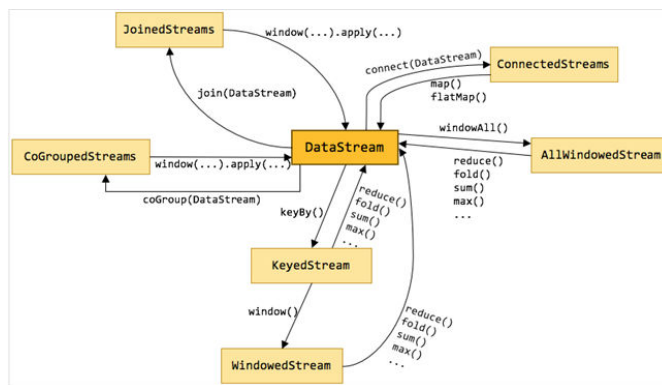 JoinedStreams
window(...).apply(...)
connect(DataStream)
ConnectedStreams
map()
flatMap()
join(DataStream)
DataStream
windowAll()
AllWindowedStream
CoGroupedStreams
window(...).apply(...)
reduce()
fold()
sum()
max()
...
coGroup(DataStream)
keyBy()
reduce()
fold()
sum()
max()
...
KeyedStream
window()
reduce()
fold()
sum()
max()
...
WindowedStream